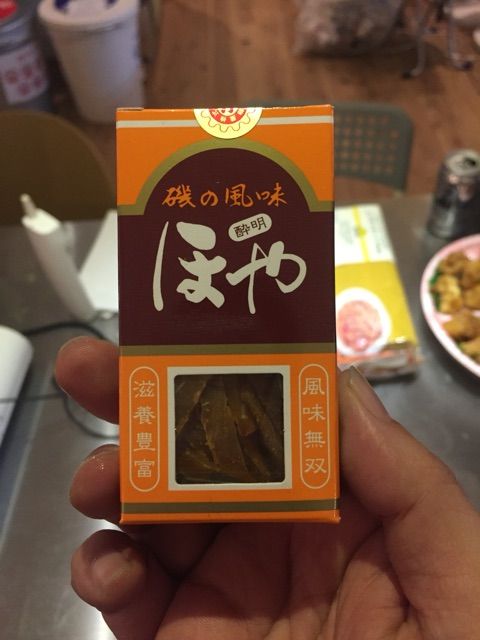 磯の風味
酔明
ほや
滋養豊富
風味無双